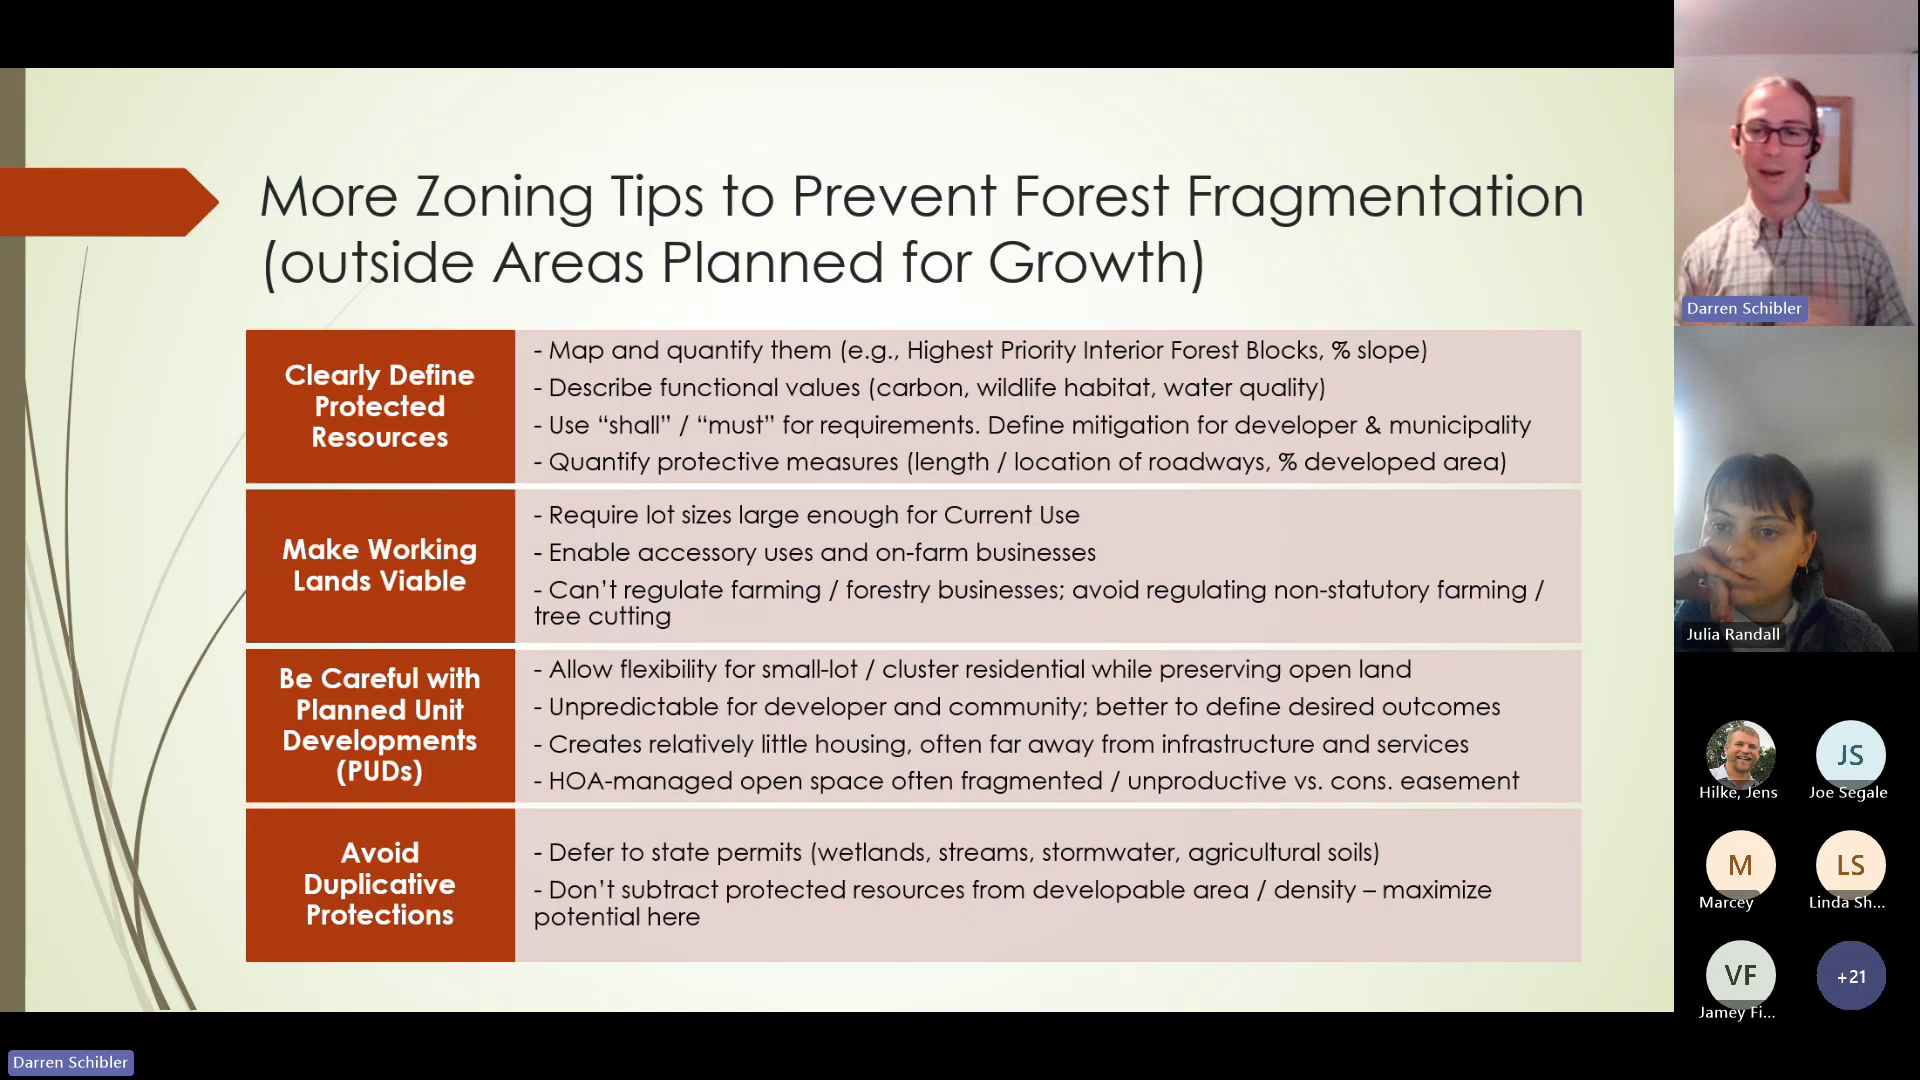 More Zoning Tips to Prevent Forest Fragmentation
(outside Areas Planned for Growth)
Clearly Define
Protected
Resources
- Map and quantify them (e.g., Highest Priority Interior Forest Blocks, % slope)
- Describe functional values (carbon, wildlife habitat, water quality)
- Use “shall” / “must” for requirements. Define mitigation for developer & municipality
- Quantify protective measures (length / location of roadways, % developed area)
Make Working
Lands Viable
- Require lot sizes large enough for Current Use
- Enable accessory uses and on-farm businesses
- Can’t regulate farming / forestry businesses; avoid regulating non-statutory farming /
tree cutting
Be Careful with
Planned Unit
Developments
(PUDs)
- Allow flexibility for small-lot / cluster residential while preserving open land
- Unpredictable for developer and community; better to define desired outcomes
- Creates relatively little housing, often far away from infrastructure and services
- HOA-managed open space often fragmented / unproductive vs. cons. easement
Avoid
Duplicative
Protections
- Defer to state permits (wetlands, streams, stormwater, agricultural soils)
- Don’t subtract protected resources from developable area / density – maximize
potential here
Darren Schibler
Julia Randall
Hilke, Jens
JS
Joe Segale
M
Marcey
LS
Linda Sh...
VF
Jamey Fi...
+21
Darren Schibler